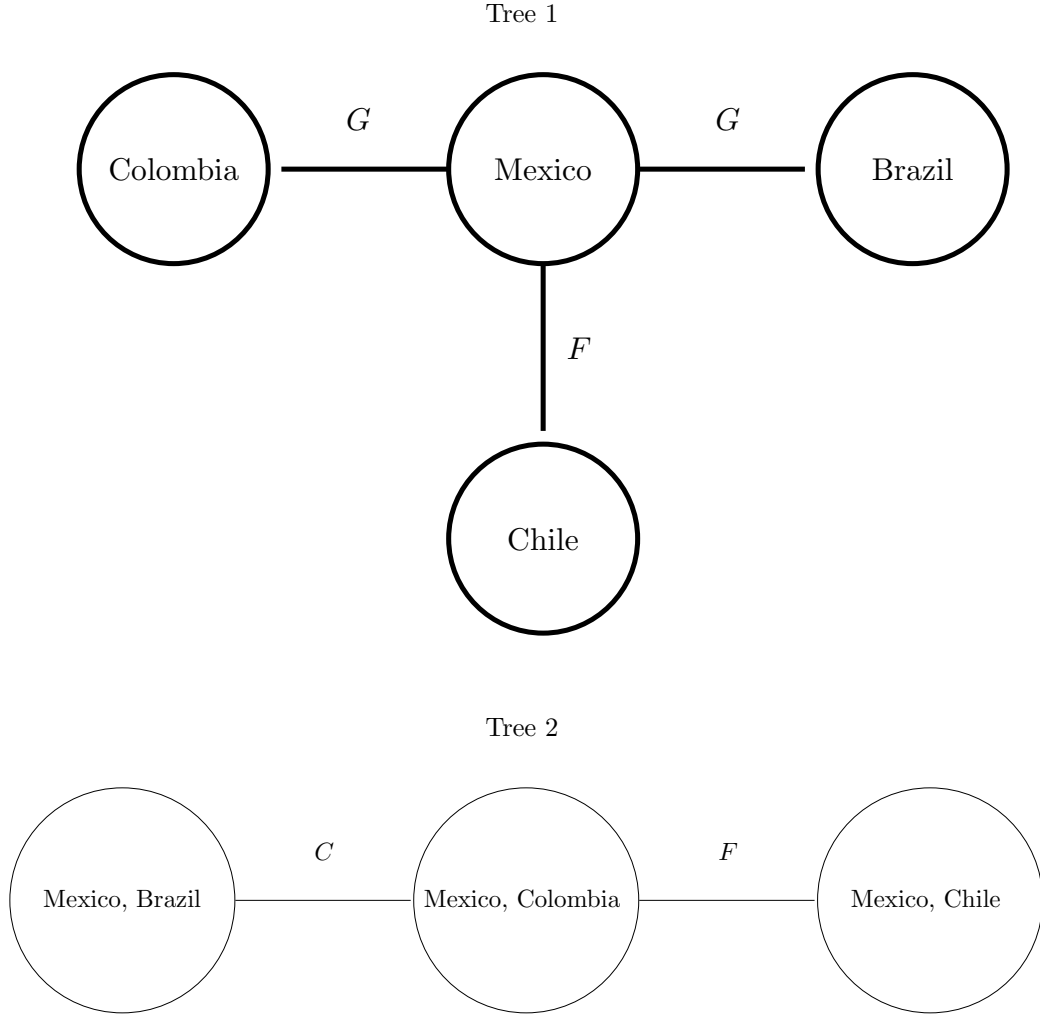 Tree 1
G G
Colombia Mexico Brazil
F
Chile
Tree 2
C F
Mexico, Brazil Mexico, Colombia Mexico, Chile